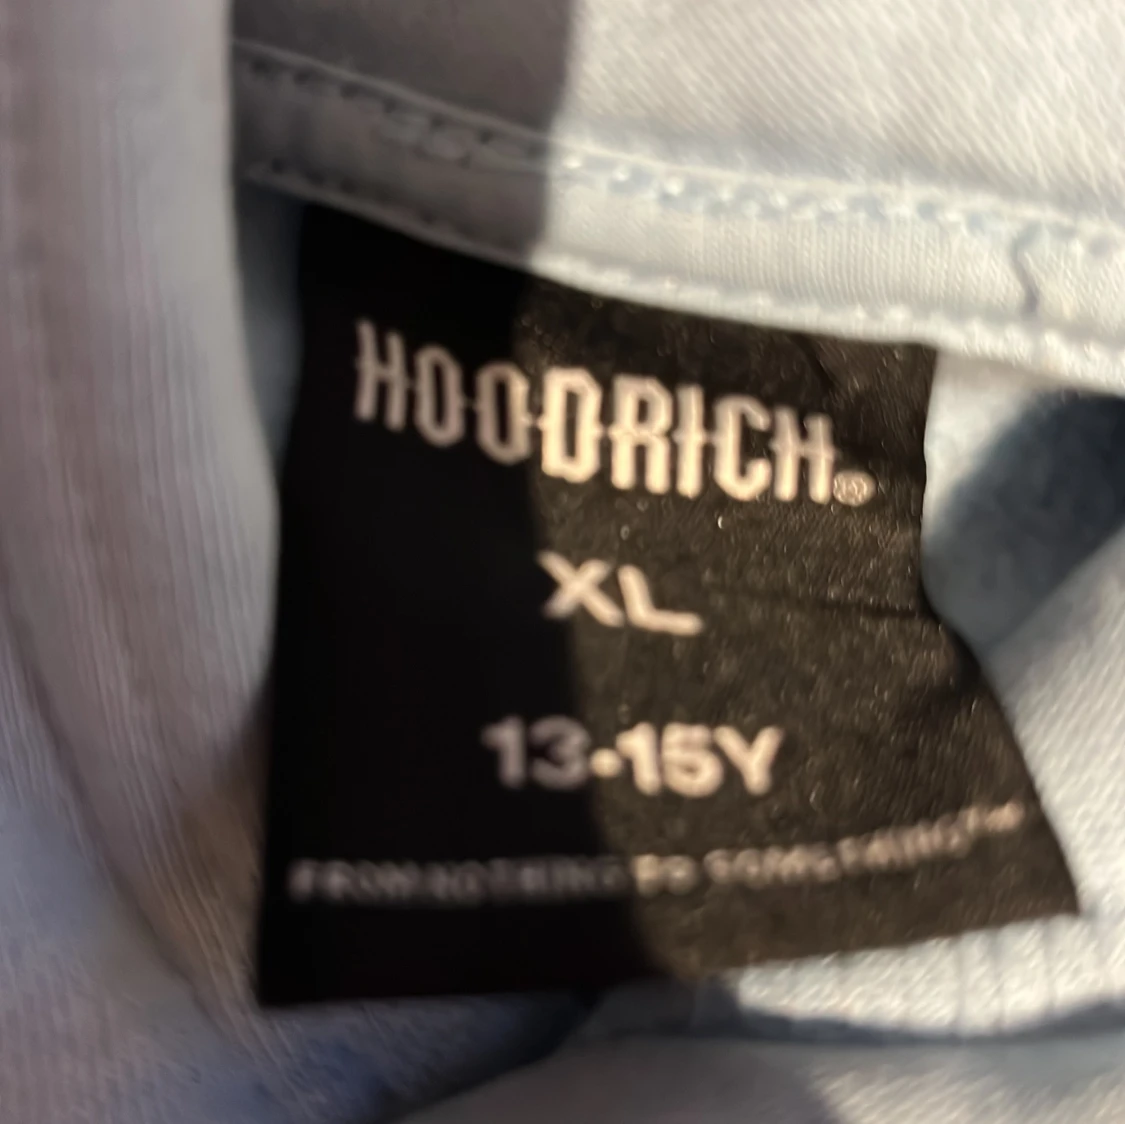 HOODRICH®
XL
13-15Y
FROM NOTHING TO SOMETHING™